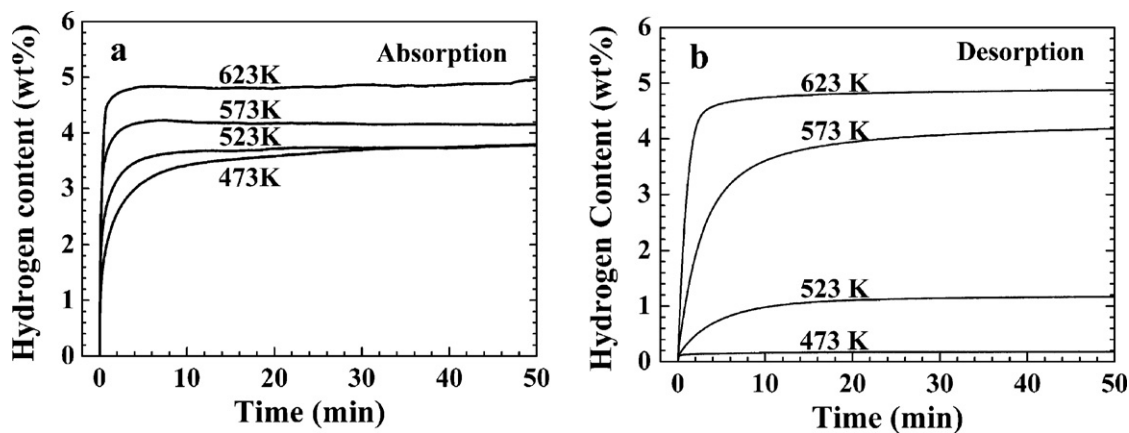 a
Absorption
Hydrogen content (wt%)
6
5
4
3
2
1
0
623K
573K
523K
473K
0 10 20 30 40 50
Time (min)
b
Desorption
Hydrogen Content (wt%)
6
5
4
3
2
1
0
623 K
573 K
523 K
473 K
0 10 20 30 40 50
Time (min)